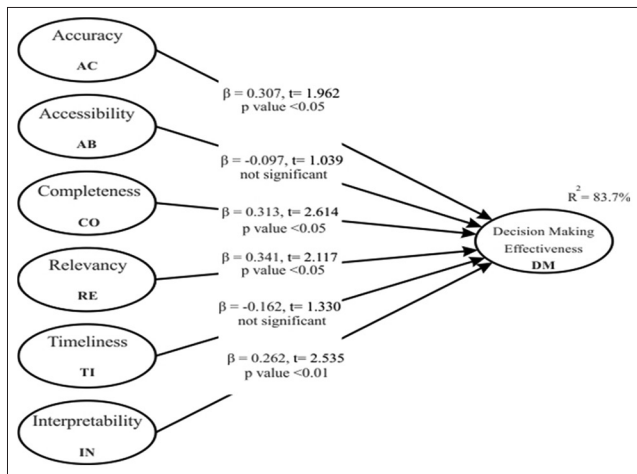 Accuracy
AC
β = 0.307, t= 1.962
p value <0.05
Accessibility
AB
β = -0.097, t= 1.039
not significant
Completeness
CO
β = 0.313, t= 2.614
p value <0.05
Relevancy
RE
β = 0.341, t= 2.117
p value <0.05
Timeliness
TI
β = -0.162, t= 1.330
not significant
Interpretability
IN
β = 0.262, t= 2.535
p value <0.01
R² = 83.7%
Decision Making
Effectiveness
DM